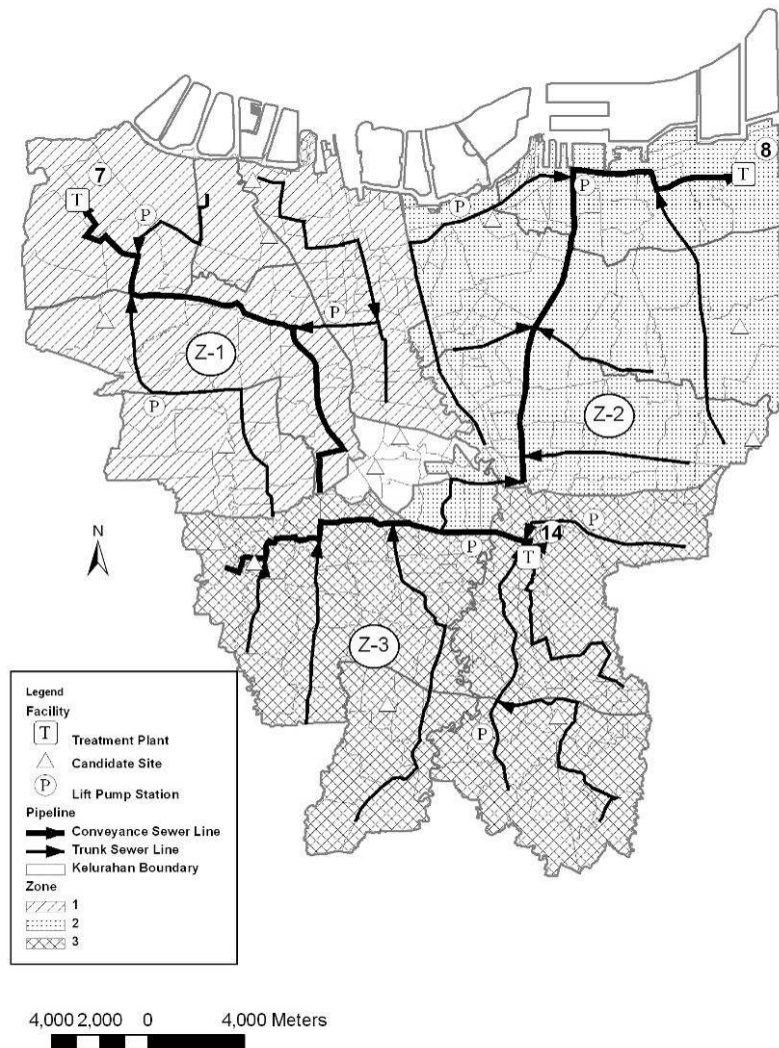 8
7
T
T
P
P
P
P
Z-1
Z-2
P
N
P
P
14
T
Z-3
P
Legend
Facility
T Treatment Plant
Candidate Site
P Lift Pump Station
Pipeline
Conveyance Sewer Line
Trunk Sewer Line
Kelurahan Boundary
Zone
1
2
3
4,000 2,000 0 4,000 Meters